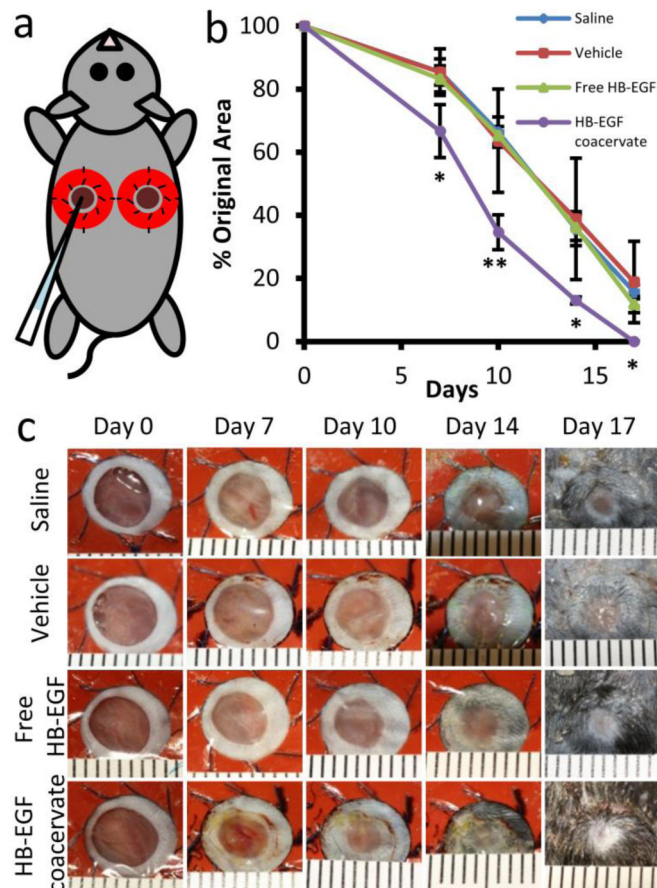 a
b
Saline
Vehicle
Free HB-EGF
HB-EGF
coacervate
% Original Area
100
80
60
40
20
0
0
5
10
15
Days
*
**
*
*
c
Day 0
Day 7
Day 10
Day 14
Day 17
Saline
Vehicle
Free
HB-EGF
HB-EGF
coacervate